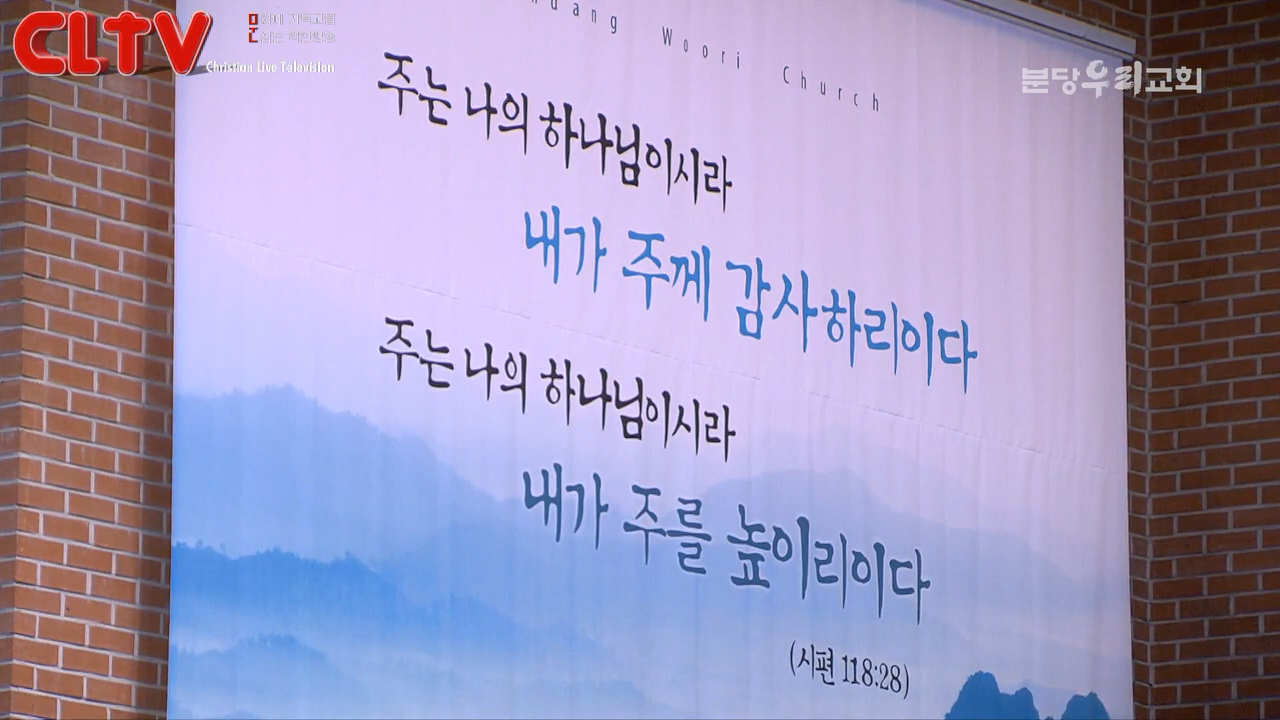 CLTV
Christian Live Television
분당우리교회
Woori Church
주는 나의 하나님이시라
내가 주께 감사하리이다
주는 나의 하나님이시라
내가 주를 높이리이다
(시편 118:28)